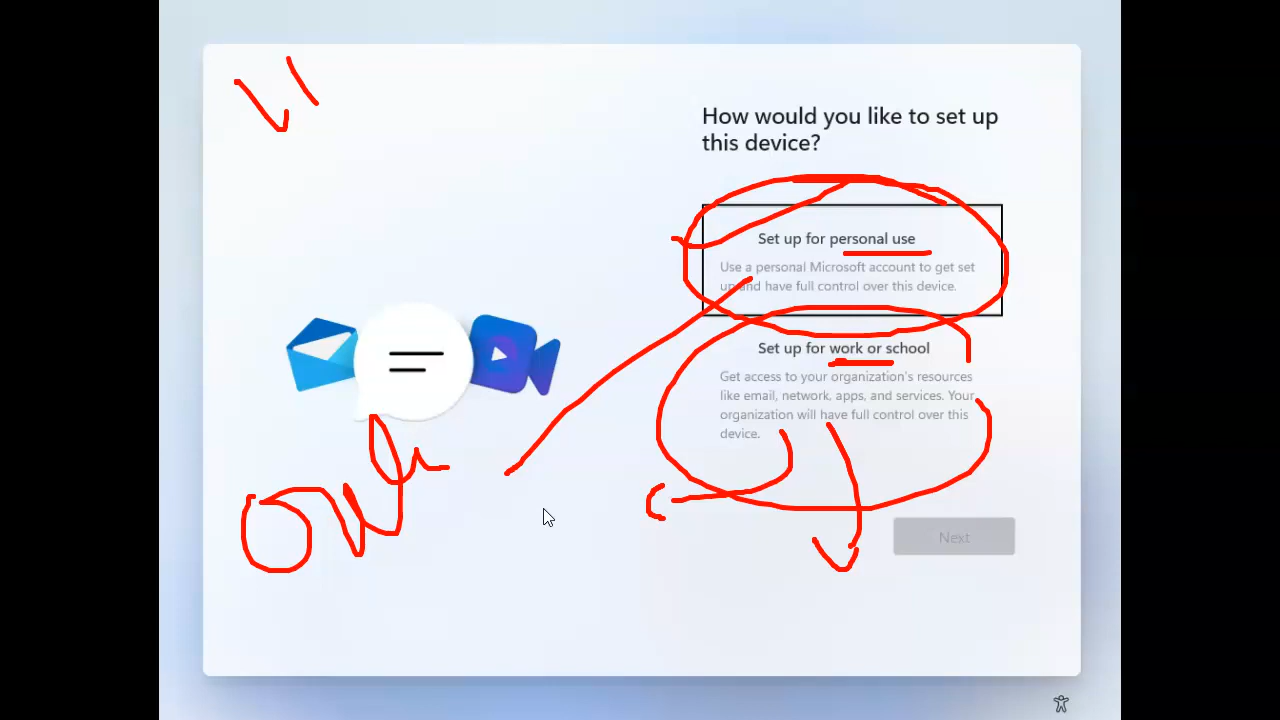 How would you like to set up
this device?
Set up for personal use
Use a personal Microsoft account to get set
up and have full control over this device.
Set up for work or school
Get access to your organization's resources
like email, network, apps, and services. Your
organization will have full control over this
device.
Next